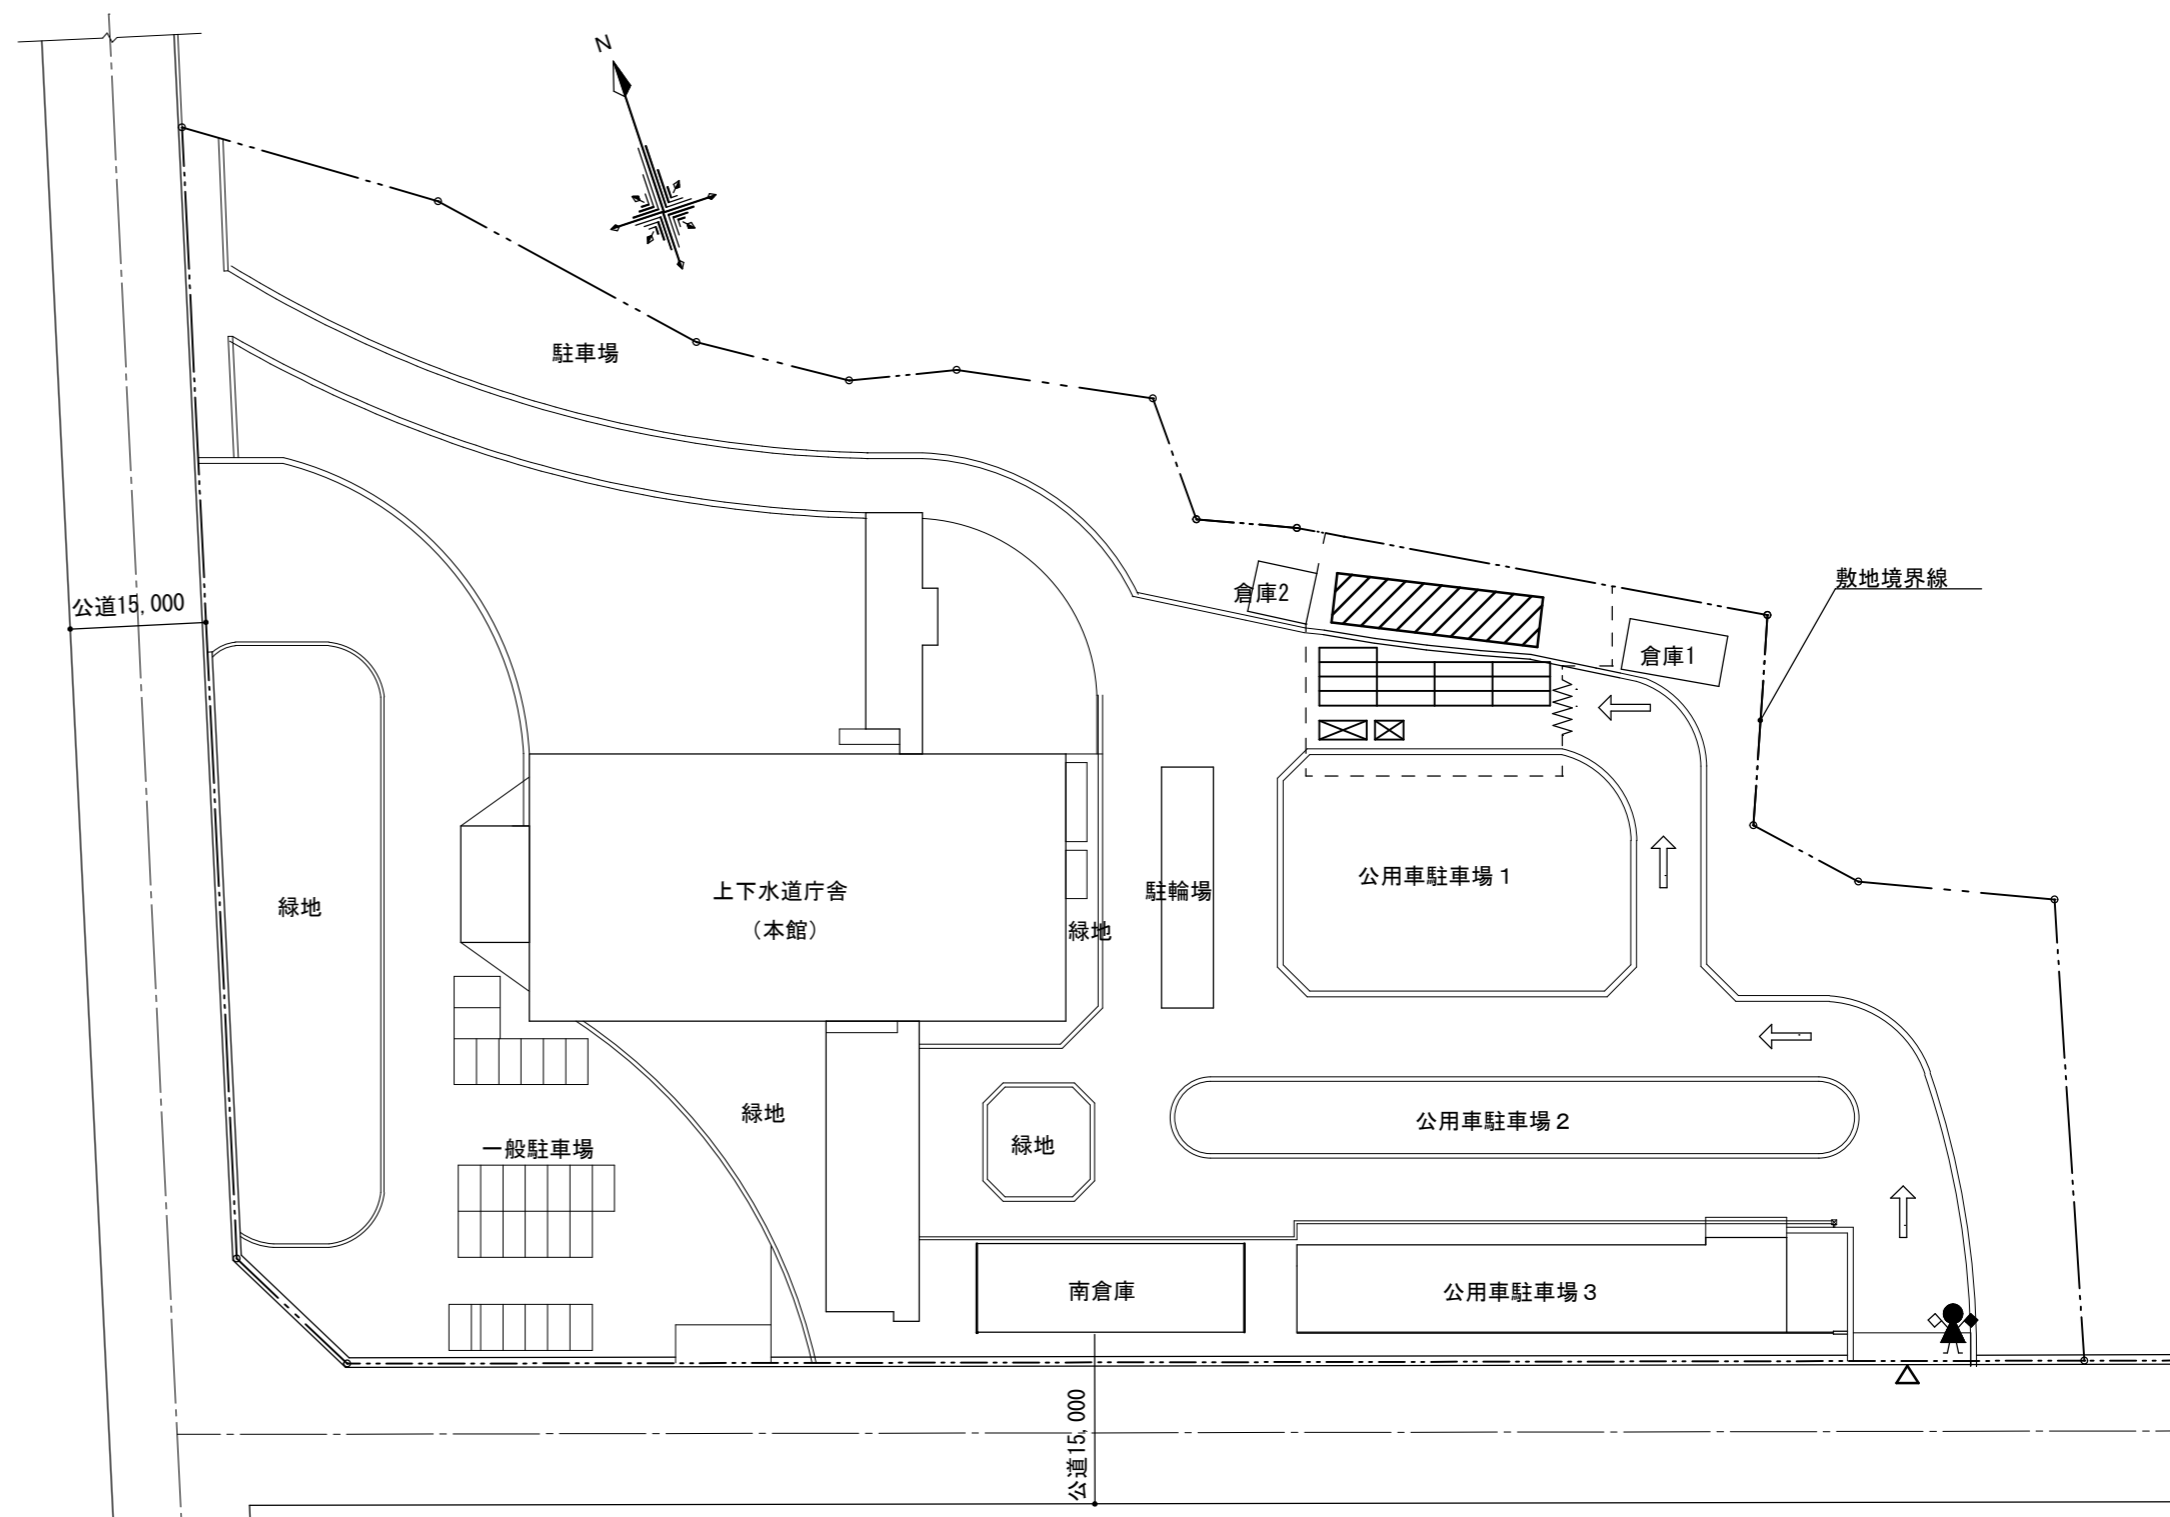 N
駐車場
敷地境界線
倉庫2
公道15,000
倉庫1
公用車駐車場1
上下水道庁舎
(本館)
駐輪場
緑地
緑地
緑地
公用車駐車場2
緑地
一般駐車場
南倉庫
公用車駐車場3
公道15,000